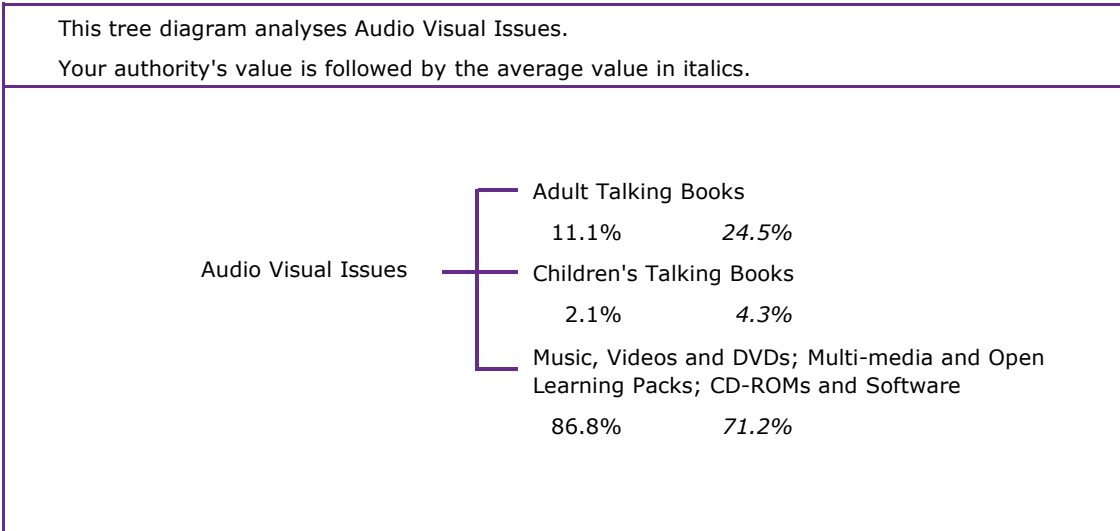 This tree diagram analyses Audio Visual Issues.
Your authority's value is followed by the average value in italics.
Adult Talking Books
11.1% 24.5%
Audio Visual Issues
Children's Talking Books
2.1% 4.3%
Music, Videos and DVDs; Multi-media and Open
Learning Packs; CD-ROMs and Software
86.8% 71.2%